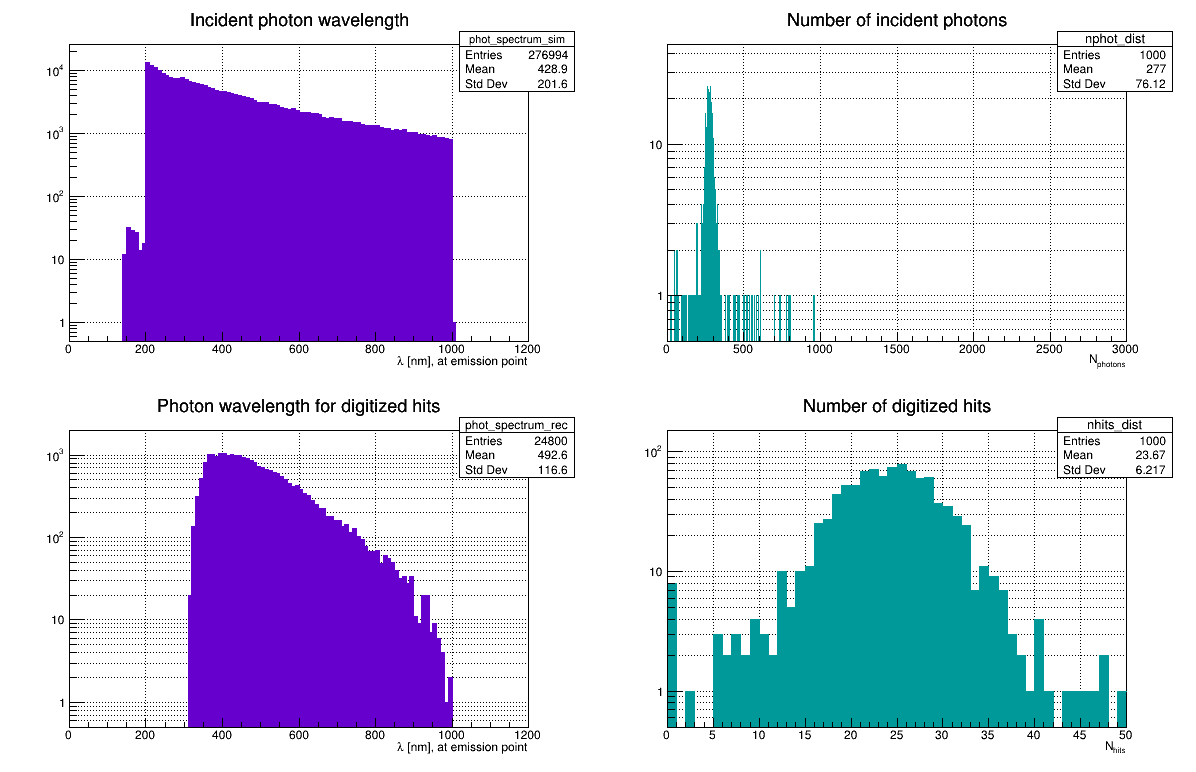 Incident photon wavelength
phot_spectrum_sim
Entries 276994
Mean 428.9
Std Dev 201.6
10⁴
10³
10²
10
1
0 200 400 600 800 1000 1200
λ [nm], at emission point
Number of incident photons
nphot_dist
Entries 1000
Mean 277
Std Dev 76.12
10
1
0 500 1000 1500 2000 2500 3000
N_photons
Photon wavelength for digitized hits
phot_spectrum_rec
Entries 24800
Mean 492.6
Std Dev 116.6
10³
10²
10
1
0 200 400 600 800 1000 1200
λ [nm], at emission point
Number of digitized hits
nhits_dist
Entries 1000
Mean 23.67
Std Dev 6.217
10²
10
1
0 5 10 15 20 25 30 35 40 45 50
N_hits